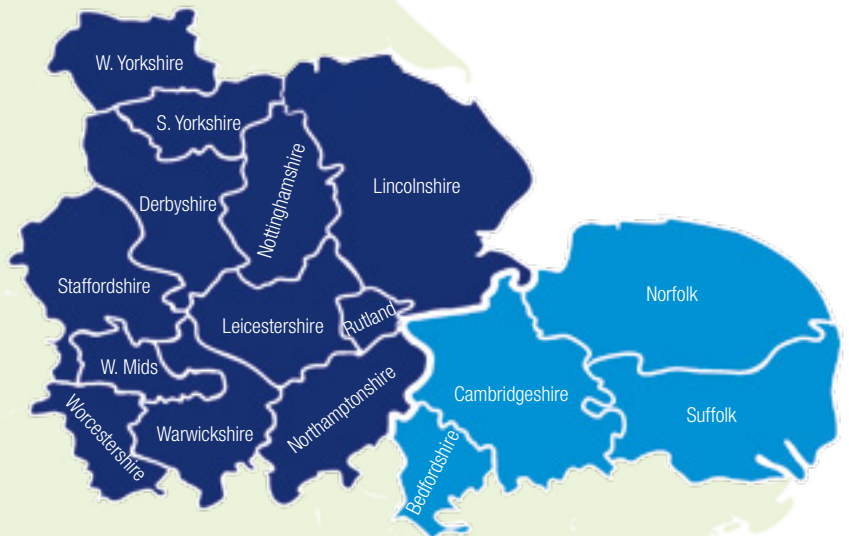 W. Yorkshire
S. Yorkshire
Nottinghamshire
Lincolnshire
Derbyshire
Staffordshire
Leicestershire
Rutland
Norfolk
W. Mids
Cambridgeshire
Northamptonshire
Suffolk
Worcestershire
Warwickshire
Bedfordshire